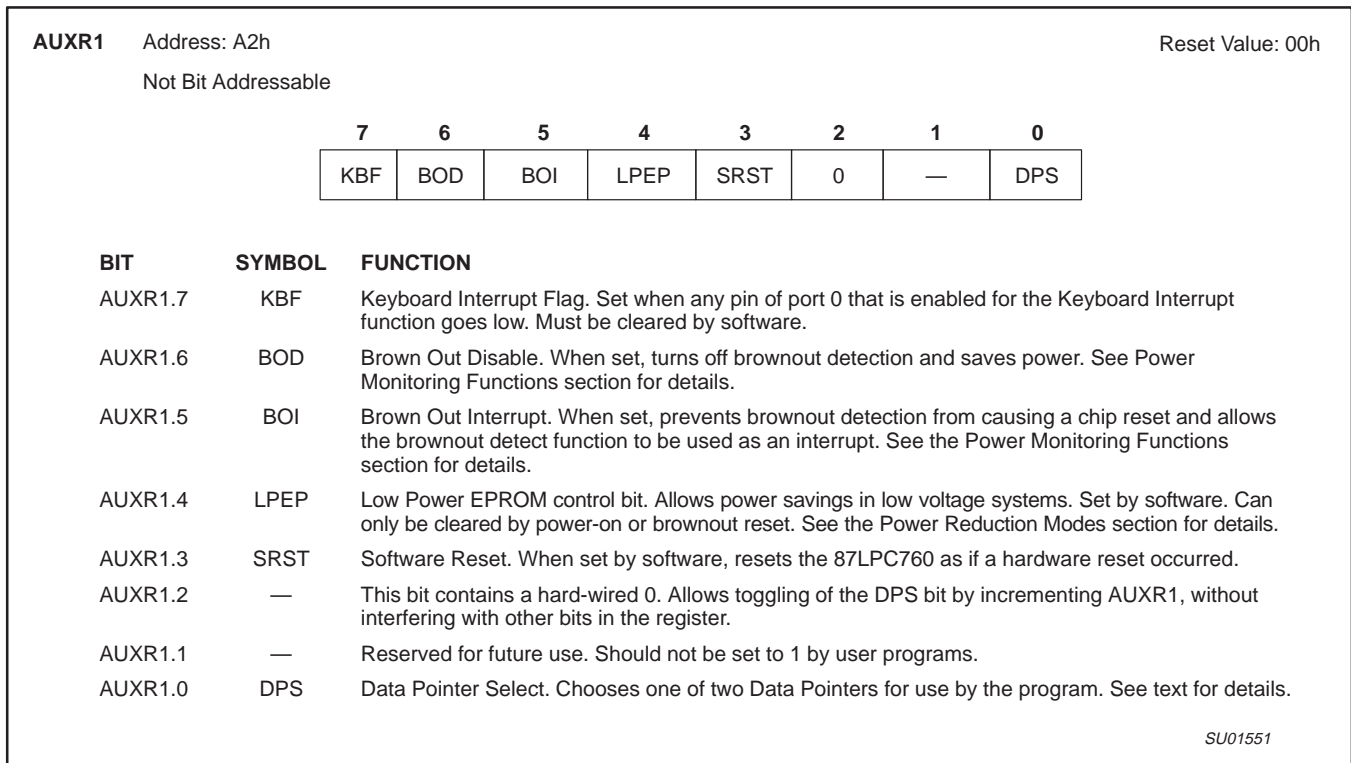 AUXR1 Address: A2h Reset Value: 00h
Not Bit Addressable
7 6 5 4 3 2 1 0
KBF BOD BOI LPEP SRST 0 — DPS
BIT SYMBOL FUNCTION
AUXR1.7 KBF Keyboard Interrupt Flag. Set when any pin of port 0 that is enabled for the Keyboard Interrupt
function goes low. Must be cleared by software.
AUXR1.6 BOD Brown Out Disable. When set, turns off brownout detection and saves power. See Power
Monitoring Functions section for details.
AUXR1.5 BOI Brown Out Interrupt. When set, prevents brownout detection from causing a chip reset and allows
the brownout detect function to be used as an interrupt. See the Power Monitoring Functions
section for details.
AUXR1.4 LPEP Low Power EPROM control bit. Allows power savings in low voltage systems. Set by software. Can
only be cleared by power-on or brownout reset. See the Power Reduction Modes section for details.
AUXR1.3 SRST Software Reset. When set by software, resets the 87LPC760 as if a hardware reset occurred.
AUXR1.2 — This bit contains a hard-wired 0. Allows toggling of the DPS bit by incrementing AUXR1, without
interfering with other bits in the register.
AUXR1.1 — Reserved for future use. Should not be set to 1 by user programs.
AUXR1.0 DPS Data Pointer Select. Chooses one of two Data Pointers for use by the program. See text for details.
SU01551